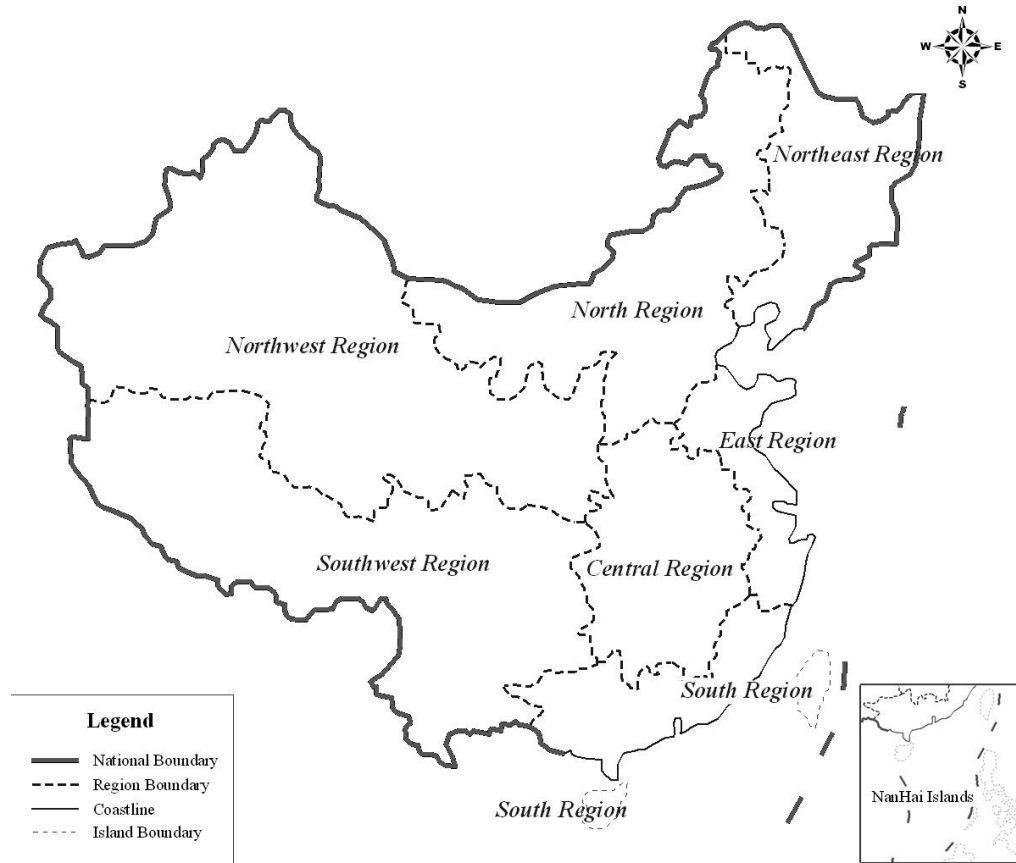 N
W E
S
Northeast Region
North Region
Northwest Region
East Region
Southwest Region
Central Region
South Region
South Region
Legend
National Boundary
Region Boundary
Coastline
Island Boundary
NanHai Islands